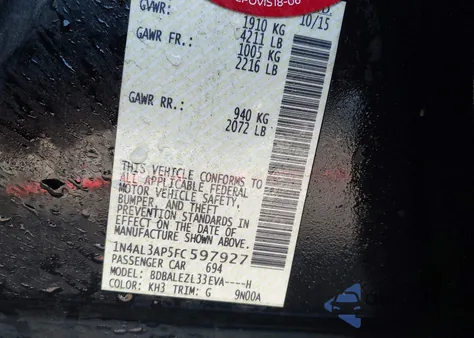 GVWR:
10/15
1910 KG
4211 LB
GAWR FR.:
1005 KG
2216 LB
GAWR RR.:
940 KG
2072 LB
THIS VEHICLE CONFORMS TO
ALL APPLICABLE FEDERAL
MOTOR VEHICLE SAFETY,
BUMPER, AND THEFT
PREVENTION STANDARDS IN
EFFECT ON THE DATE OF
MANUFACTURE SHOWN ABOVE.
1N4AL3AP5FC597927
PASSENGER CAR 694
MODEL: BDBALEZL33EVA----H
COLOR: KH3 TRIM: G 9N00A